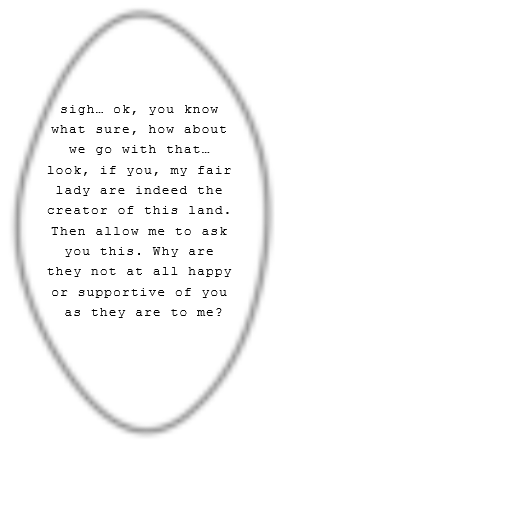 sigh… ok, you know
what sure, how about
we go with that…
look, if you, my fair
lady are indeed the
creator of this land.
Then allow me to ask
you this. Why are
they not at all happy
or supportive of you
as they are to me?